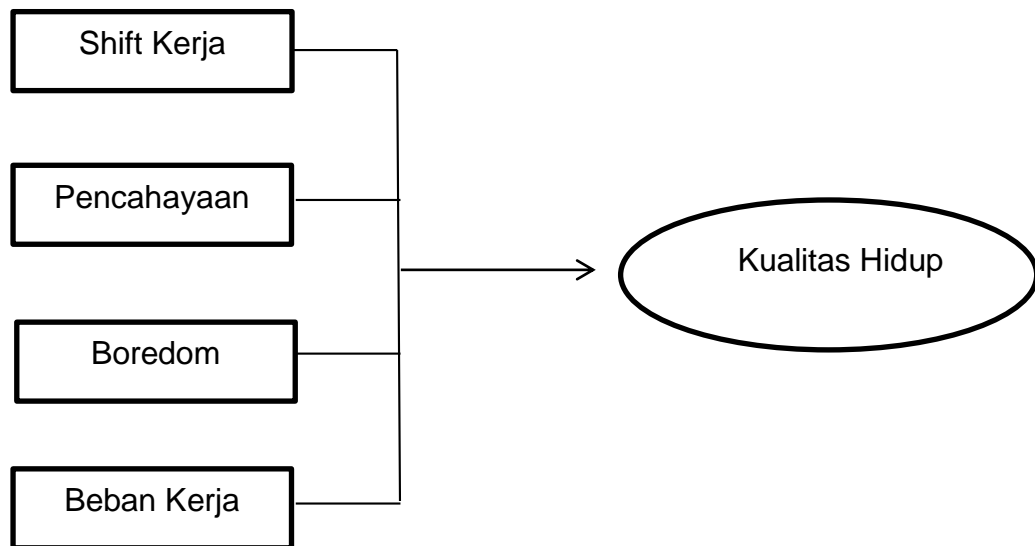 Shift Kerja
Pencahayaan
Kualitas Hidup
Boredom
Beban Kerja